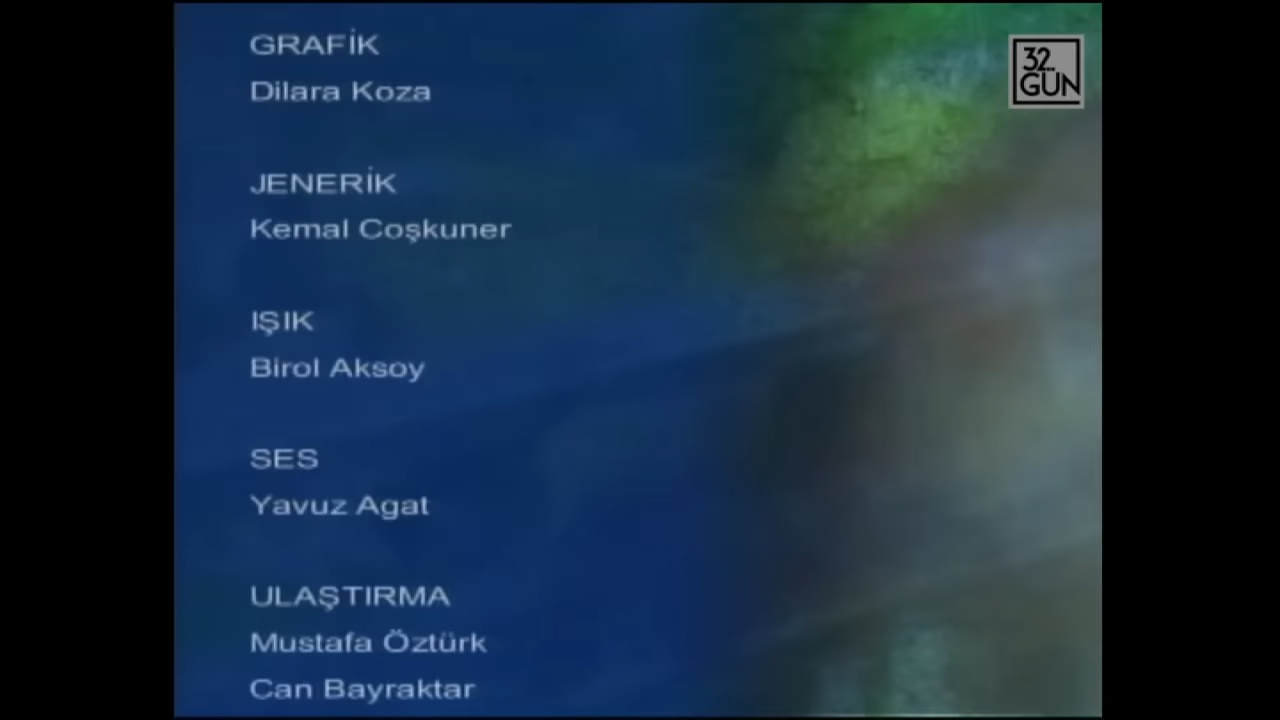 GRAFİK
Dilara Koza
JENERİK
Kemal Coşkuner
IŞIK
Birol Aksoy
SES
Yavuz Agat
ULAŞTIRMA
Mustafa Öztürk
Can Bayraktar
32.
GÜN